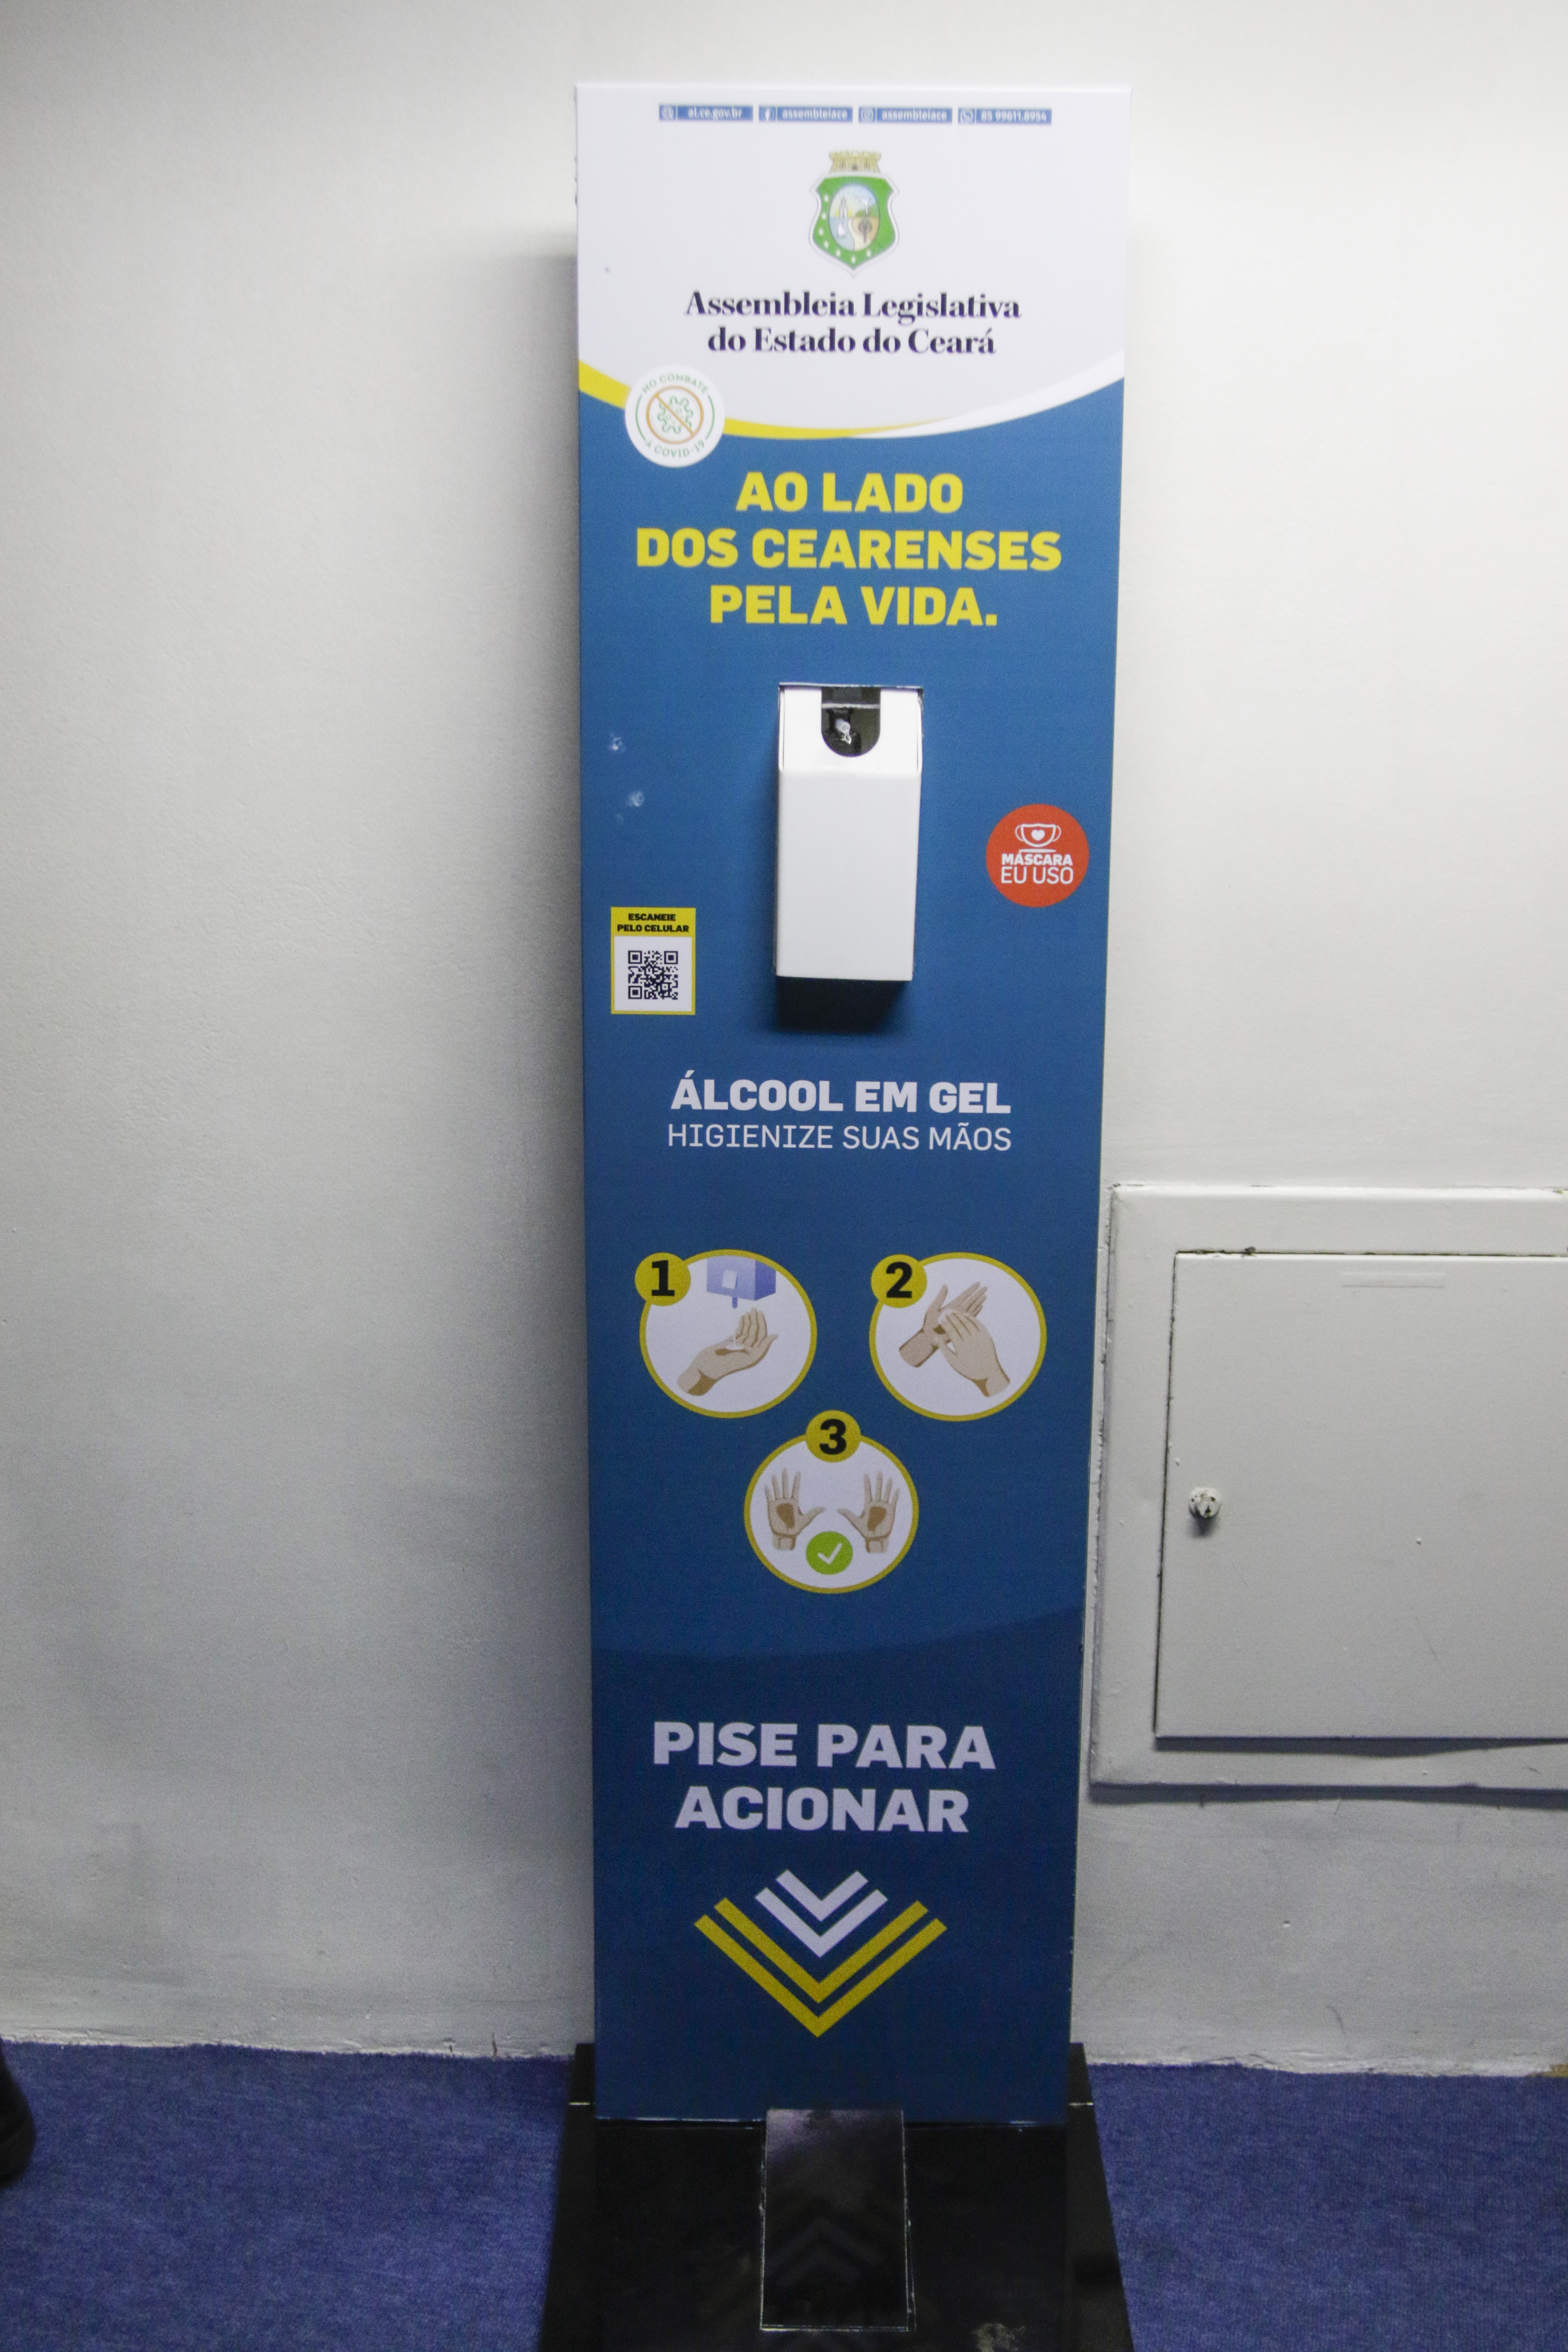 al.ce.gov.br
assembleiace
assembleiace
85 99611.8954
Assembleia Legislativa
do Estado do Ceará
NO COMBATE
À COVID-19
AO LADO
DOS CEARENSES
PELA VIDA.
MÁSCARA
EU USO
ESCANEIE
PELO CELULAR
ÁLCOOL EM GEL
HIGIENIZE SUAS MÃOS
1
2
3
PISE PARA
ACIONAR